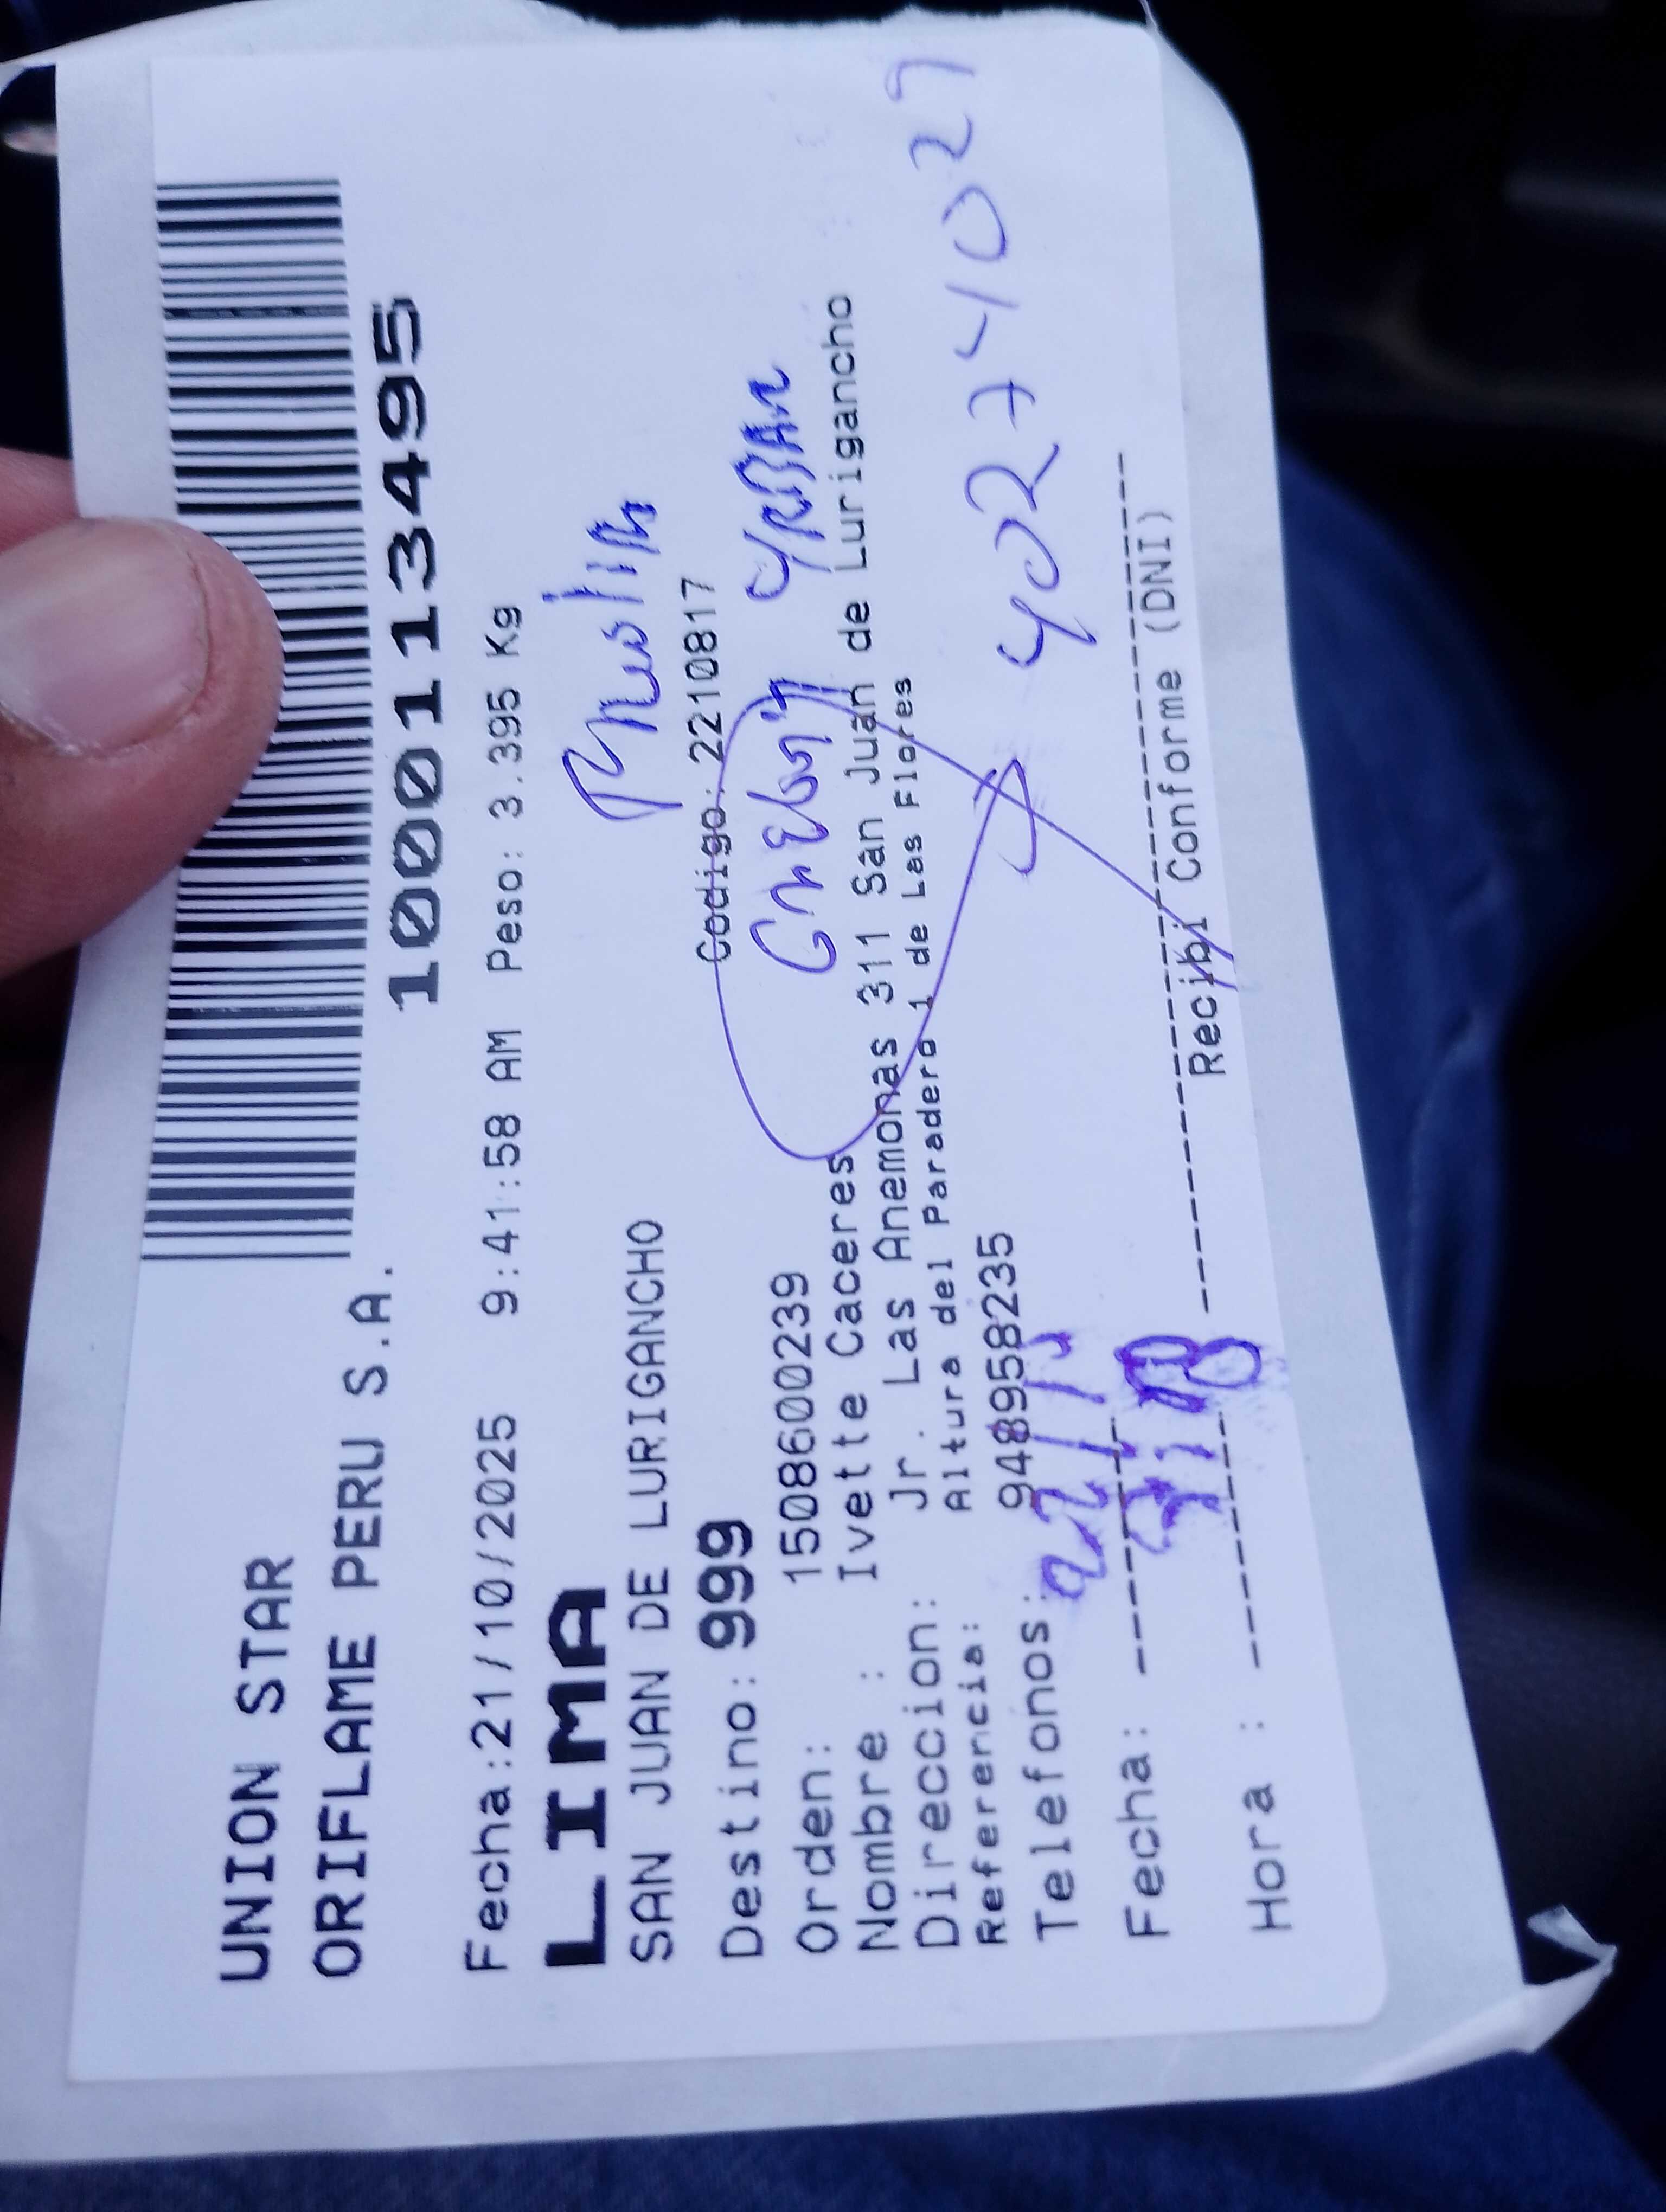 UNION STAR
ORIFLAME PERU S.A.
10001113495
Fecha:21/10/2025 9:41:58 AM Peso: 3.395 Kg
LIMA
SAN JUAN DE LURIGANCHO
Destino: 999 Codigo: 2210817
Orden: 1508600239
Nombre : Ivette Caceres
Direccion: Jr. Las Anemonas 311 San Juan de Lurigancho
Referencia: Altura del Paradero 1 de Las Flores
Telefonos: 948958235
40274027
Fecha:
Hora :
Recibi Conforme (DNI)